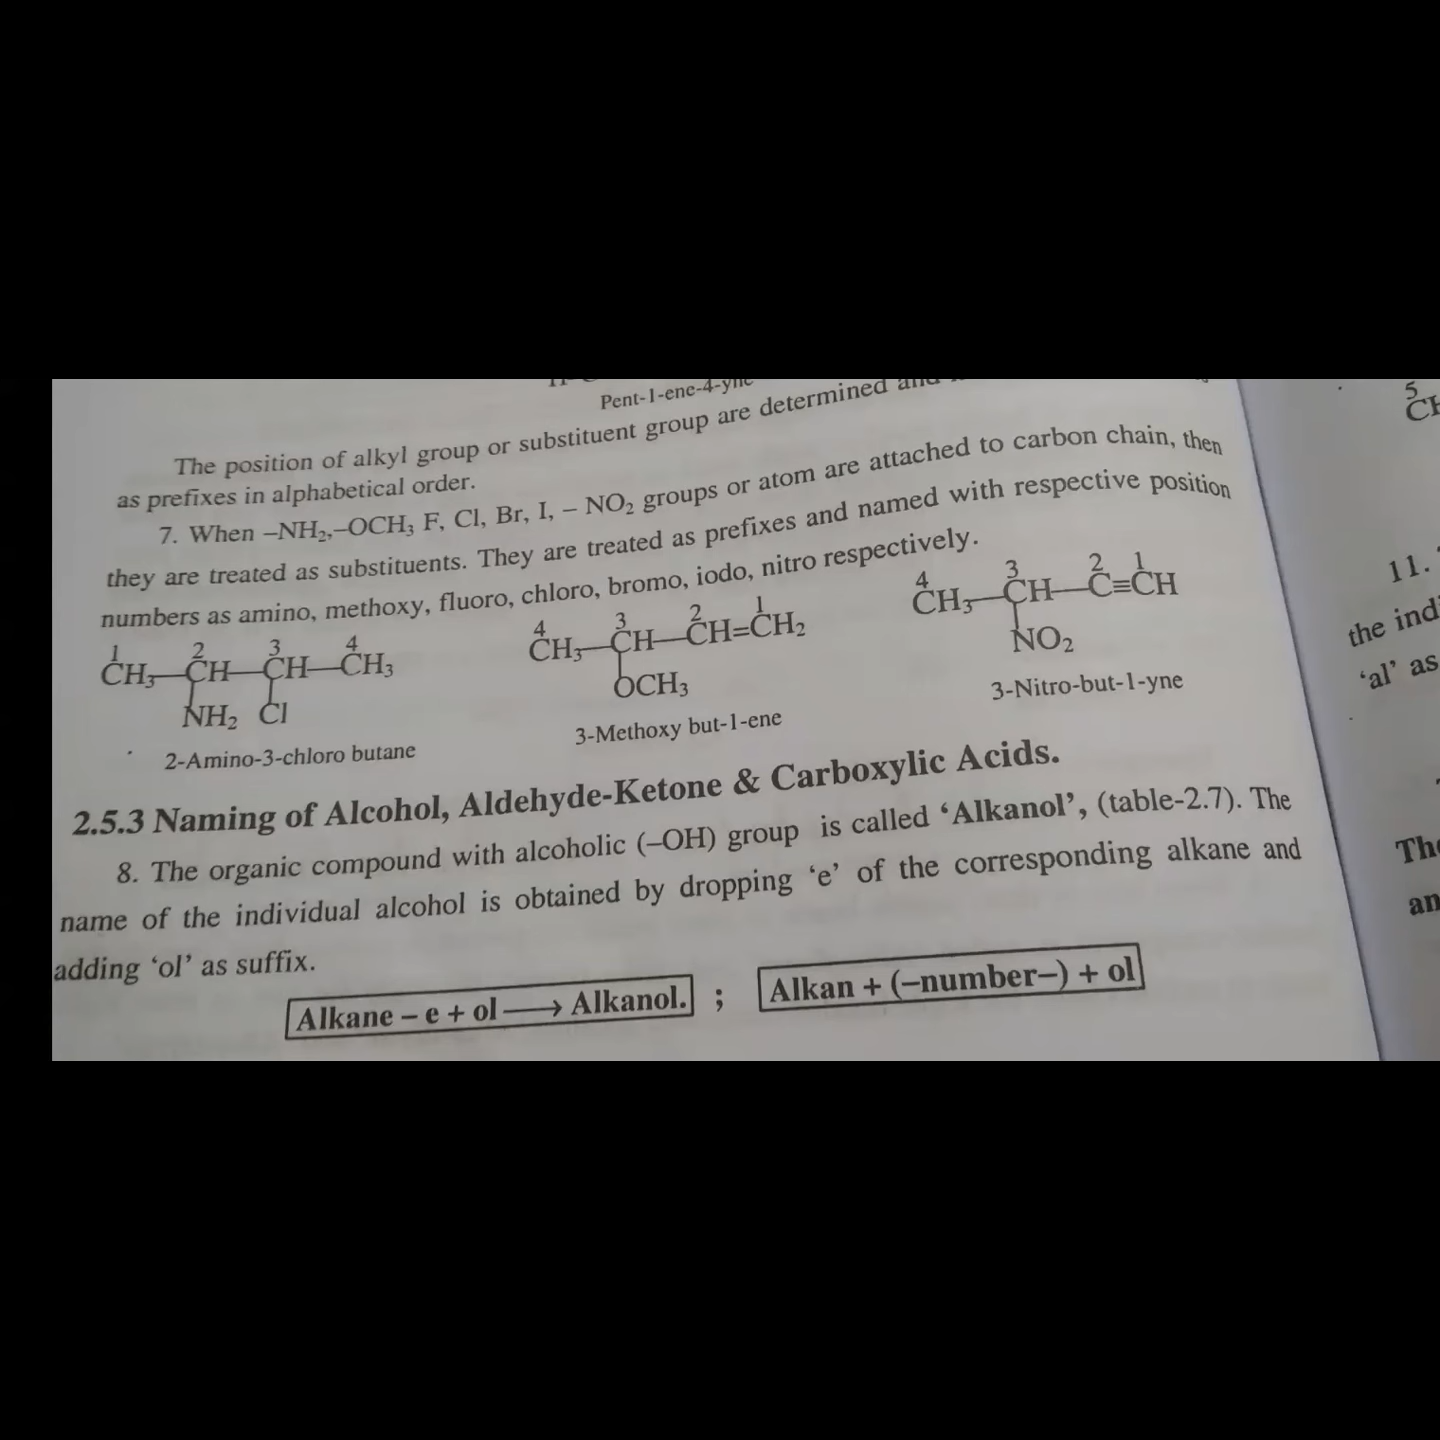 Pent-1-ene-4-yne
The position of alkyl group or substituent group are determined and
as prefixes in alphabetical order.
7. When –NH₂,–OCH₃ F, Cl, Br, I, – NO₂ groups or atom are attached to carbon chain, then
they are treated as substituents. They are treated as prefixes and named with respective position
numbers as amino, methoxy, fluoro, chloro, bromo, iodo, nitro respectively.
1 2 3 4
CH₃—CH—CH—CH₃
NH₂ Cl
2-Amino-3-chloro butane
4 3 2 1
CH₃—CH—CH=CH₂
OCH₃
3-Methoxy but-1-ene
4 3 2 1
CH₃—CH—C≡CH
NO₂
3-Nitro-but-1-yne
2.5.3 Naming of Alcohol, Aldehyde-Ketone & Carboxylic Acids.
8. The organic compound with alcoholic (–OH) group is called ‘Alkanol’, (table-2.7). The
name of the individual alcohol is obtained by dropping ‘e’ of the corresponding alkane and
adding ‘ol’ as suffix.
Alkane – e + ol ⟶ Alkanol. ; Alkan + (–number–) + ol
5
11.
the indi
‘al’ as
an